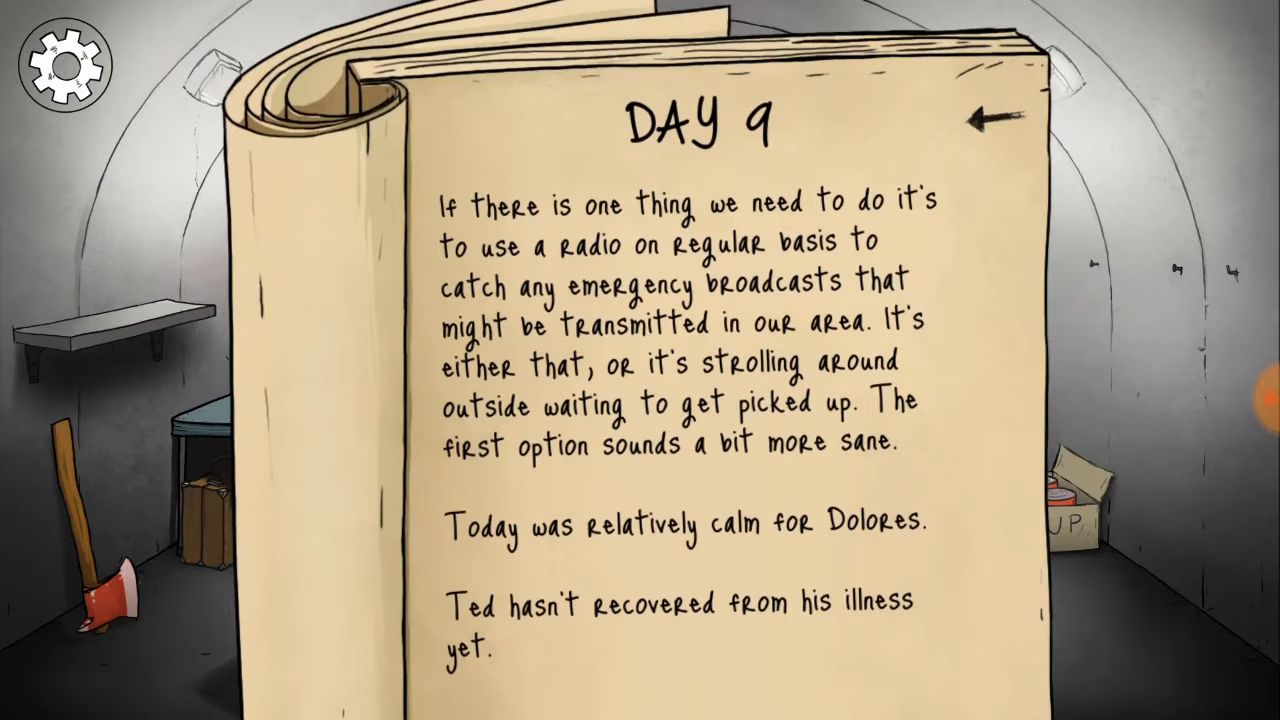 DAY 9
If there is one thing we need to do it's
to use a radio on regular basis to
catch any emergency broadcasts that
might be transmitted in our area. It's
either that, or it's strolling around
outside waiting to get picked up. The
first option sounds a bit more sane.
Today was relatively calm for Dolores.
Ted hasn't recovered from his illness
yet.
UP